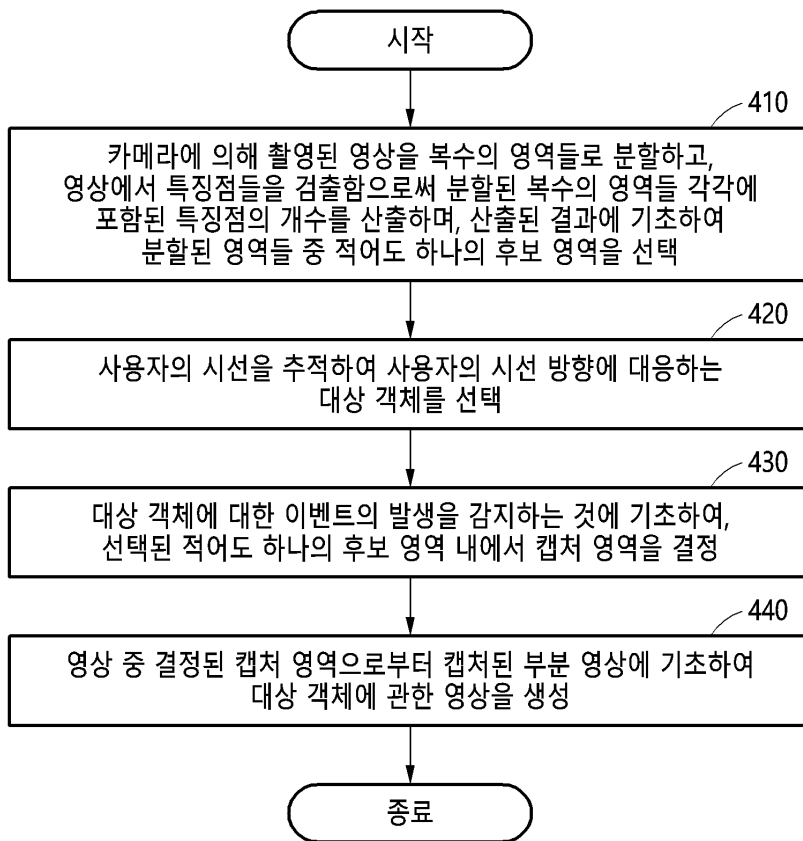 시작
410
카메라에 의해 촬영된 영상을 복수의 영역들로 분할하고,
영상에서 특징점들을 검출함으로써 분할된 복수의 영역들 각각에
포함된 특징점의 개수를 산출하며, 산출된 결과에 기초하여
분할된 영역들 중 적어도 하나의 후보 영역을 선택
420
사용자의 시선을 추적하여 사용자의 시선 방향에 대응하는
대상 객체를 선택
430
대상 객체에 대한 이벤트의 발생을 감지하는 것에 기초하여,
선택된 적어도 하나의 후보 영역 내에서 캡처 영역을 결정
440
영상 중 결정된 캡처 영역으로부터 캡처된 부분 영상에 기초하여
대상 객체에 관한 영상을 생성
종료